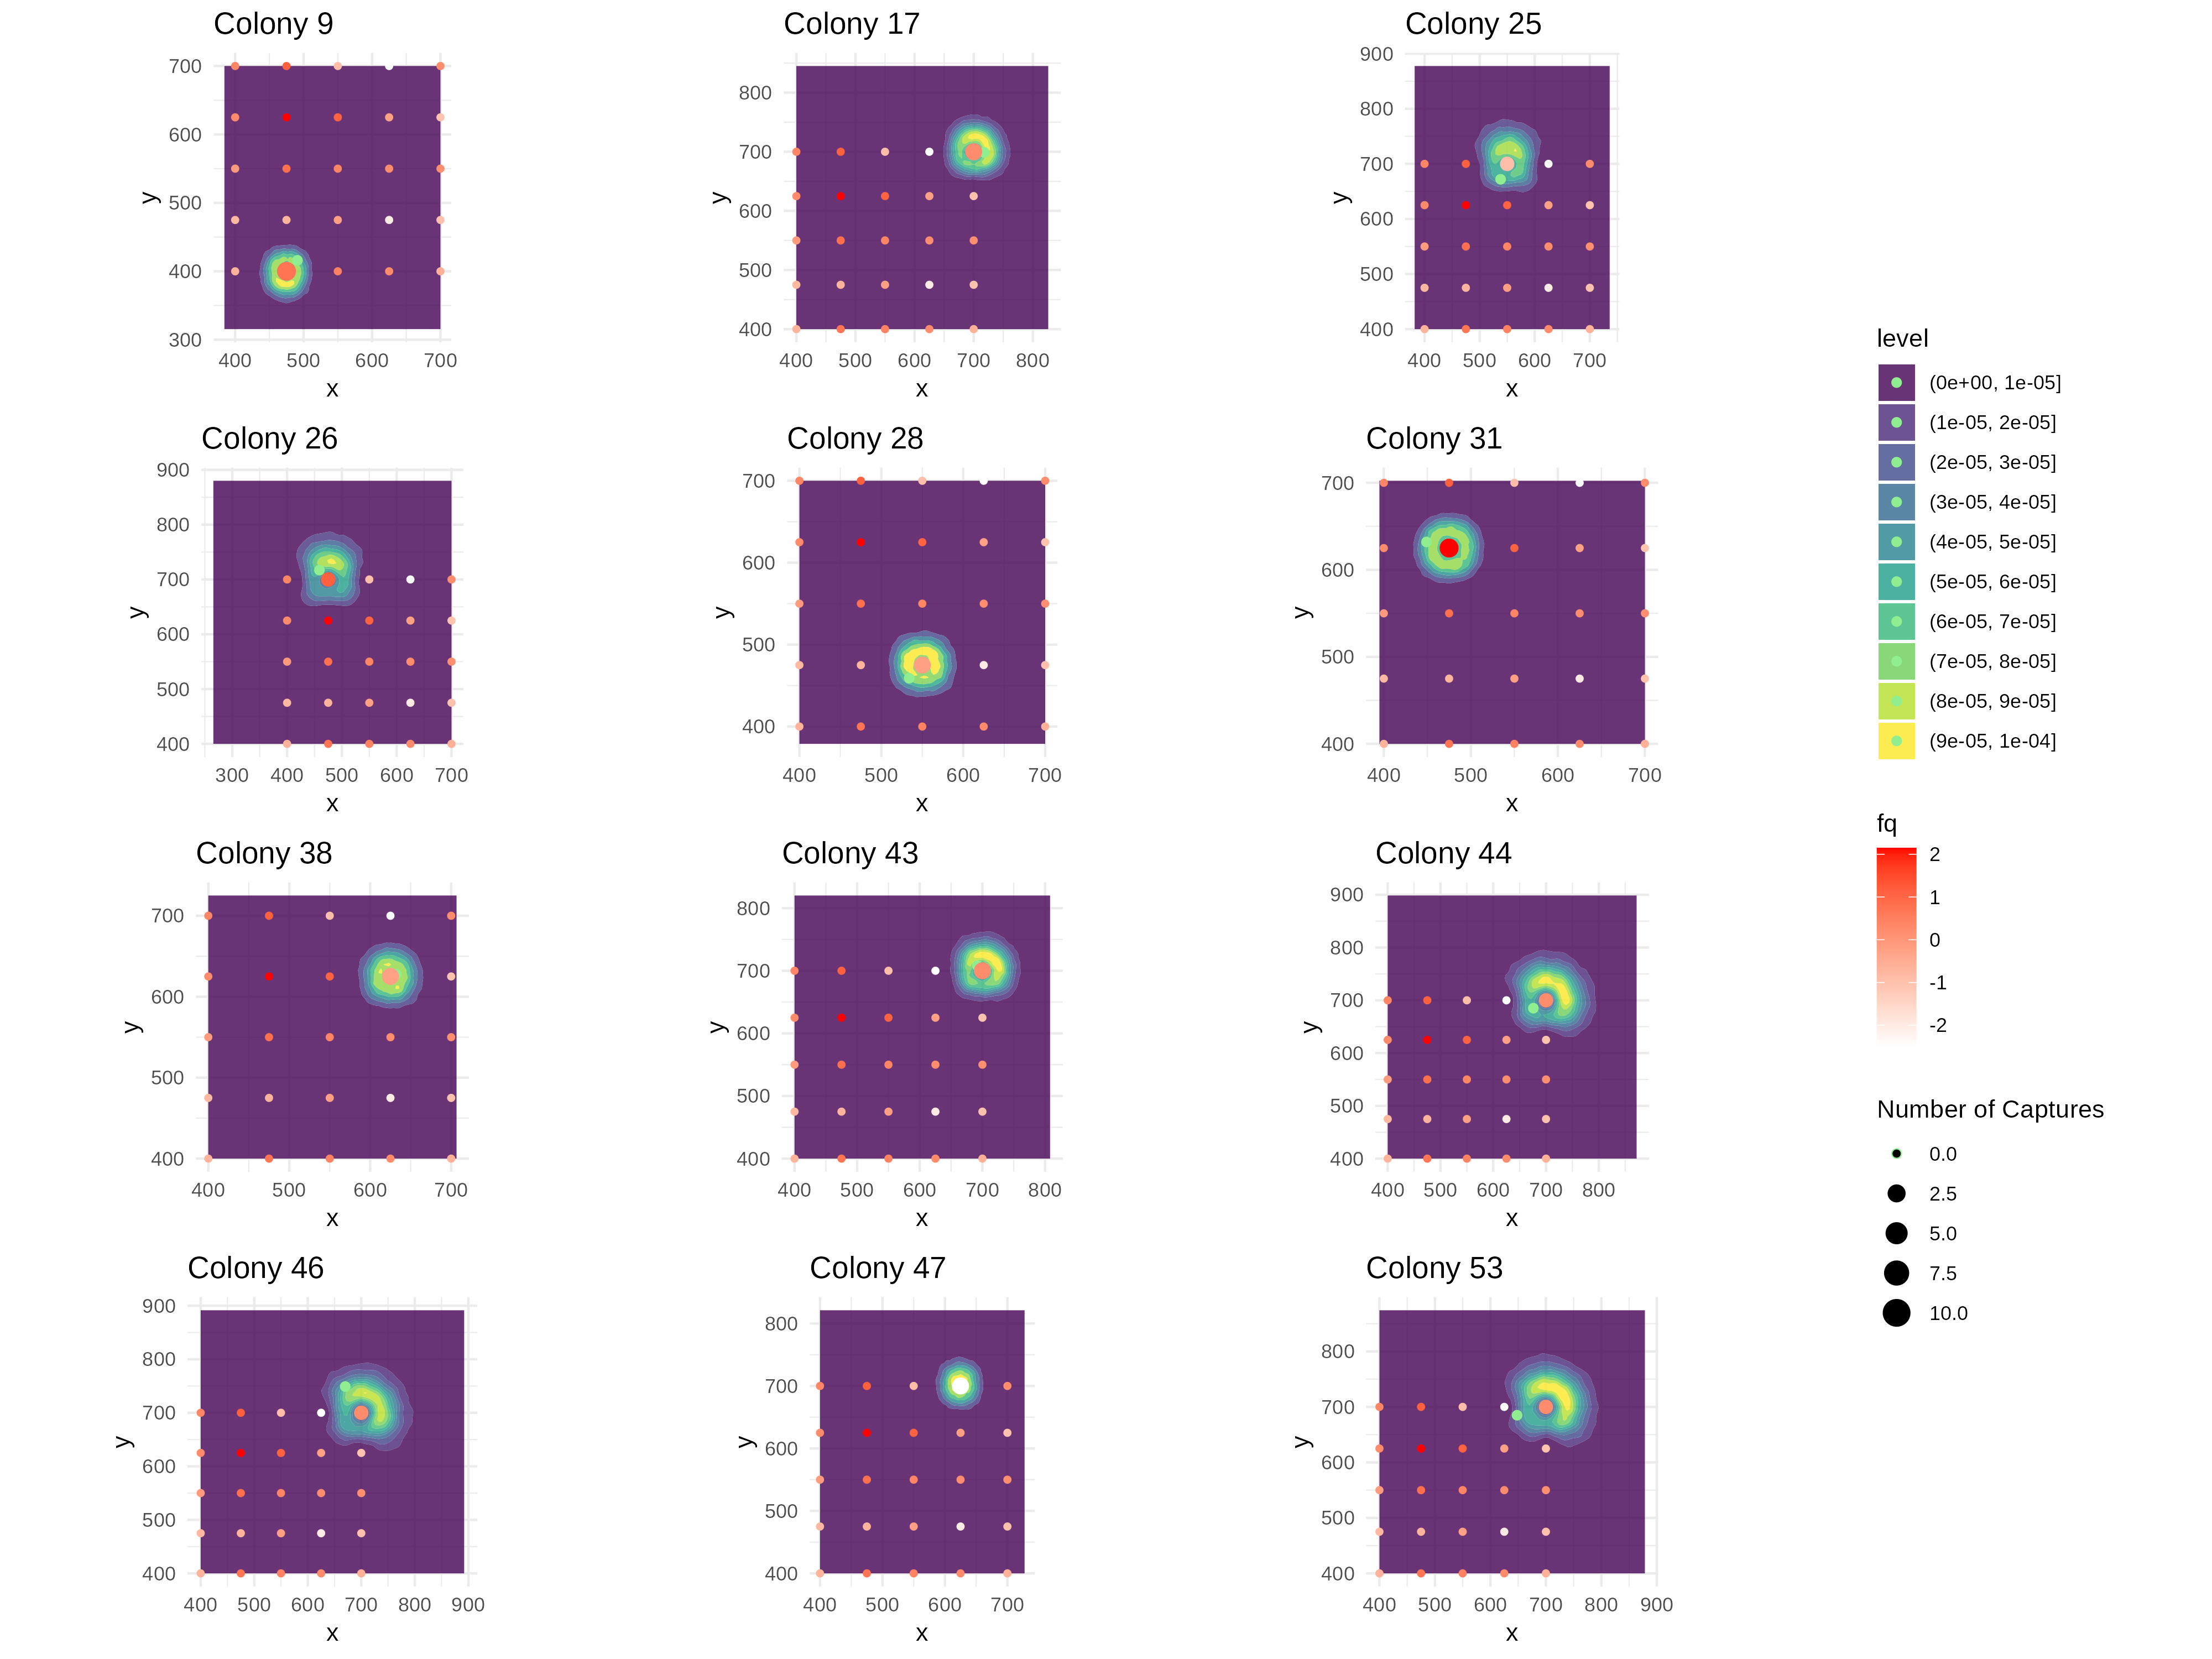 Colony 9
y
700
600
500
400
300
400 500 600 700
x
Colony 17
y
800
700
600
500
400
400 500 600 700 800
x
Colony 25
y
900
800
700
600
500
400
400 500 600 700
x
Colony 26
y
900
800
700
600
500
400
300 400 500 600 700
x
Colony 28
y
700
600
500
400
400 500 600 700
x
Colony 31
y
700
600
500
400
400 500 600 700
x
Colony 38
y
700
600
500
400
400 500 600 700
x
Colony 43
y
800
700
600
500
400
400 500 600 700 800
x
Colony 44
y
900
800
700
600
500
400
400 500 600 700 800
x
Colony 46
y
900
800
700
600
500
400
400 500 600 700 800 900
x
Colony 47
y
800
700
600
500
400
400 500 600 700
x
Colony 53
y
800
700
600
500
400
400 500 600 700 800 900
x
level
(0e+00, 1e-05]
(1e-05, 2e-05]
(2e-05, 3e-05]
(3e-05, 4e-05]
(4e-05, 5e-05]
(5e-05, 6e-05]
(6e-05, 7e-05]
(7e-05, 8e-05]
(8e-05, 9e-05]
(9e-05, 1e-04]
fq
2
1
0
-1
-2
Number of Captures
0.0
2.5
5.0
7.5
10.0